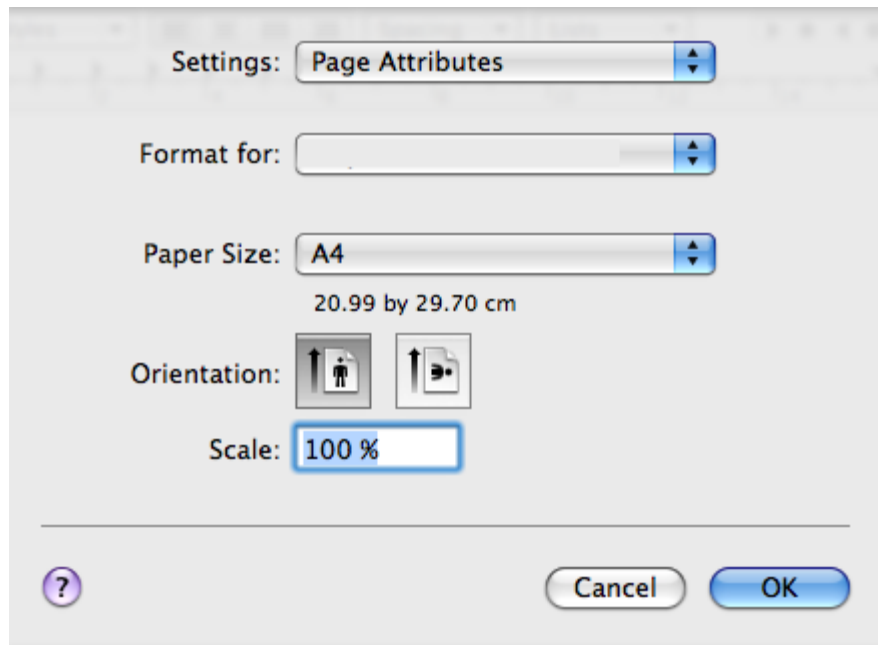 Settings: Page Attributes
Format for:
Paper Size: A4
20.99 by 29.70 cm
Orientation:
Scale: 100 %
? Cancel OK